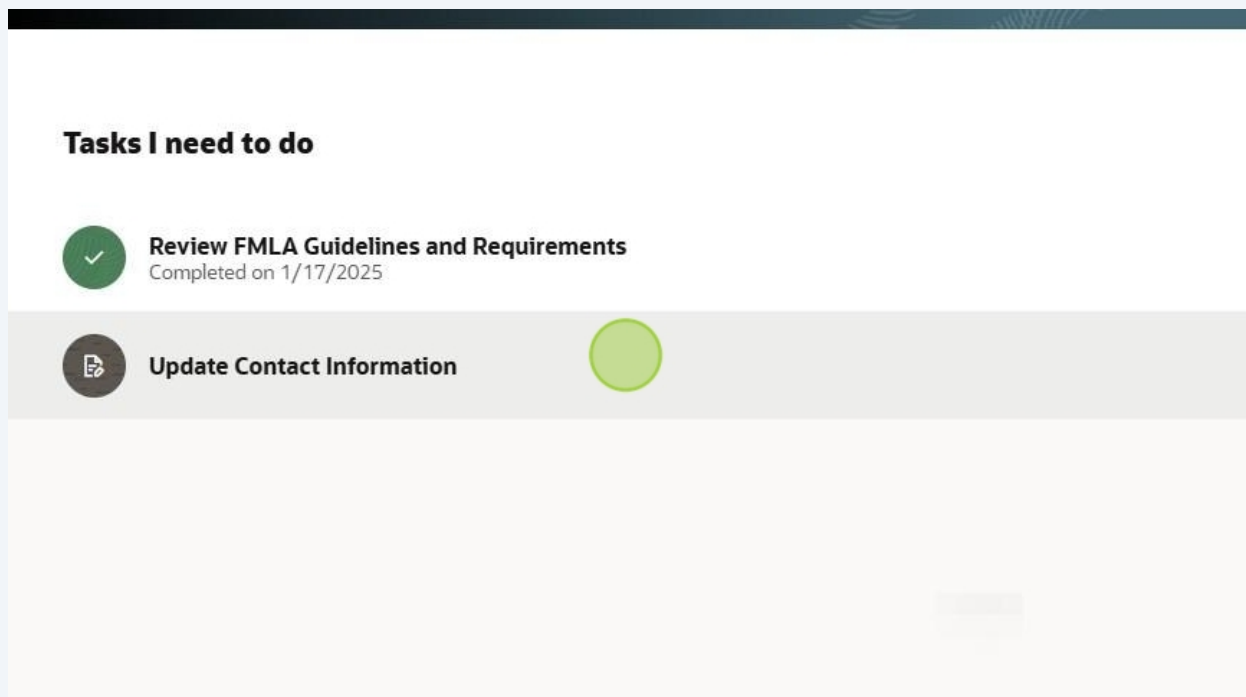 Tasks I need to do
Review FMLA Guidelines and Requirements
Completed on 1/17/2025
Update Contact Information